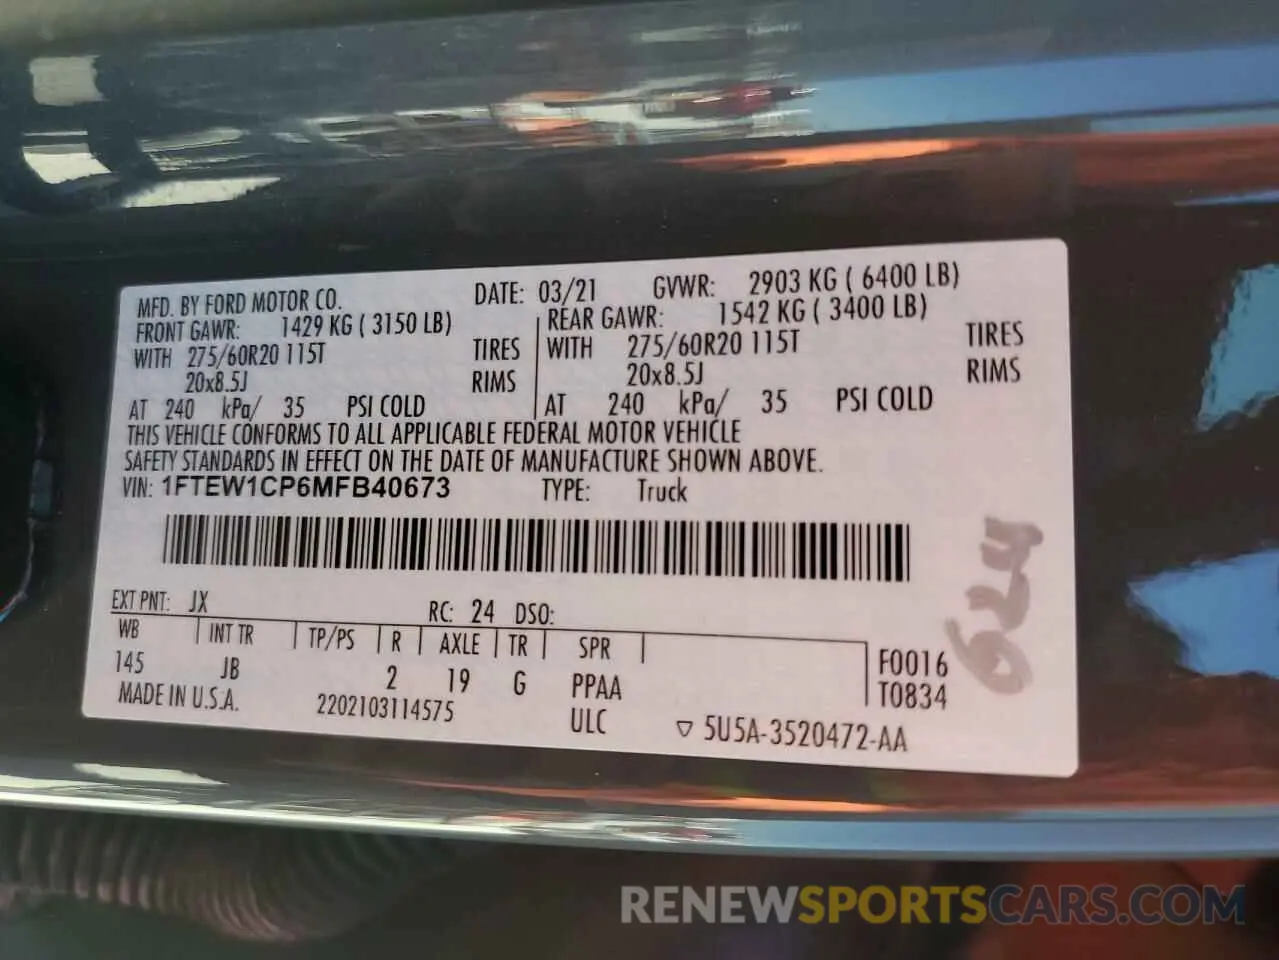 MFD. BY FORD MOTOR CO. DATE: 03/21 GVWR: 2903 KG ( 6400 LB)
FRONT GAWR: 1429 KG ( 3150 LB) REAR GAWR: 1542 KG ( 3400 LB)
WITH 275/60R20 115T TIRES WITH 275/60R20 115T TIRES
20x8.5J RIMS 20x8.5J RIMS
AT 240 kPa/ 35 PSI COLD AT 240 kPa/ 35 PSI COLD
THIS VEHICLE CONFORMS TO ALL APPLICABLE FEDERAL MOTOR VEHICLE
SAFETY STANDARDS IN EFFECT ON THE DATE OF MANUFACTURE SHOWN ABOVE.
VIN: 1FTEW1CP6MFB40673 TYPE: Truck
EXT PNT: JX RC: 24 DSO:
WB INT TR TP/PS R AXLE TR SPR
145 JB 2 19 G PPAA F0016
T0834
MADE IN U.S.A. 2202103114575 ULC ▽ 5U5A-3520472-AA
624
RENEWSPORTSCARS.COM